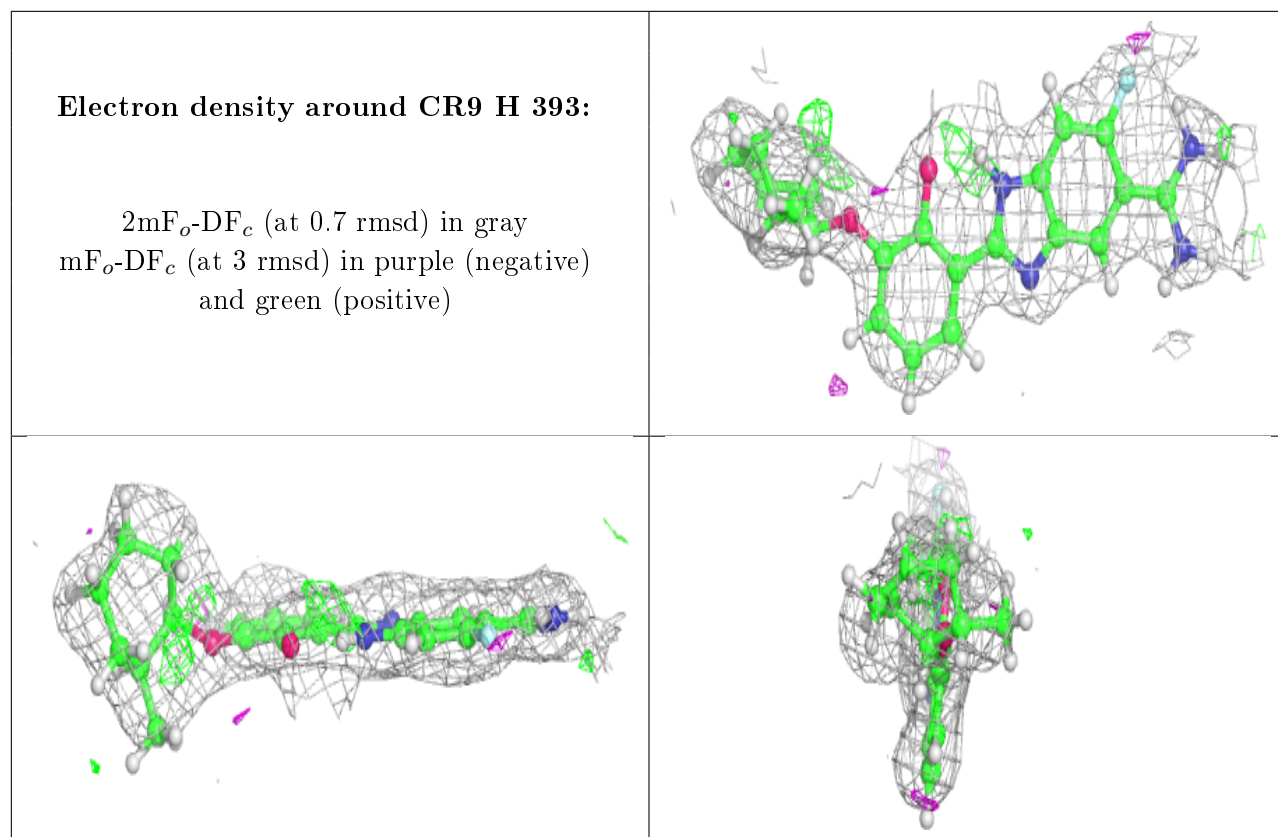 Electron density around CR9 H 393:
2mFₒ-DF𝒸 (at 0.7 rmsd) in gray
mFₒ-DF𝒸 (at 3 rmsd) in purple (negative)
and green (positive)